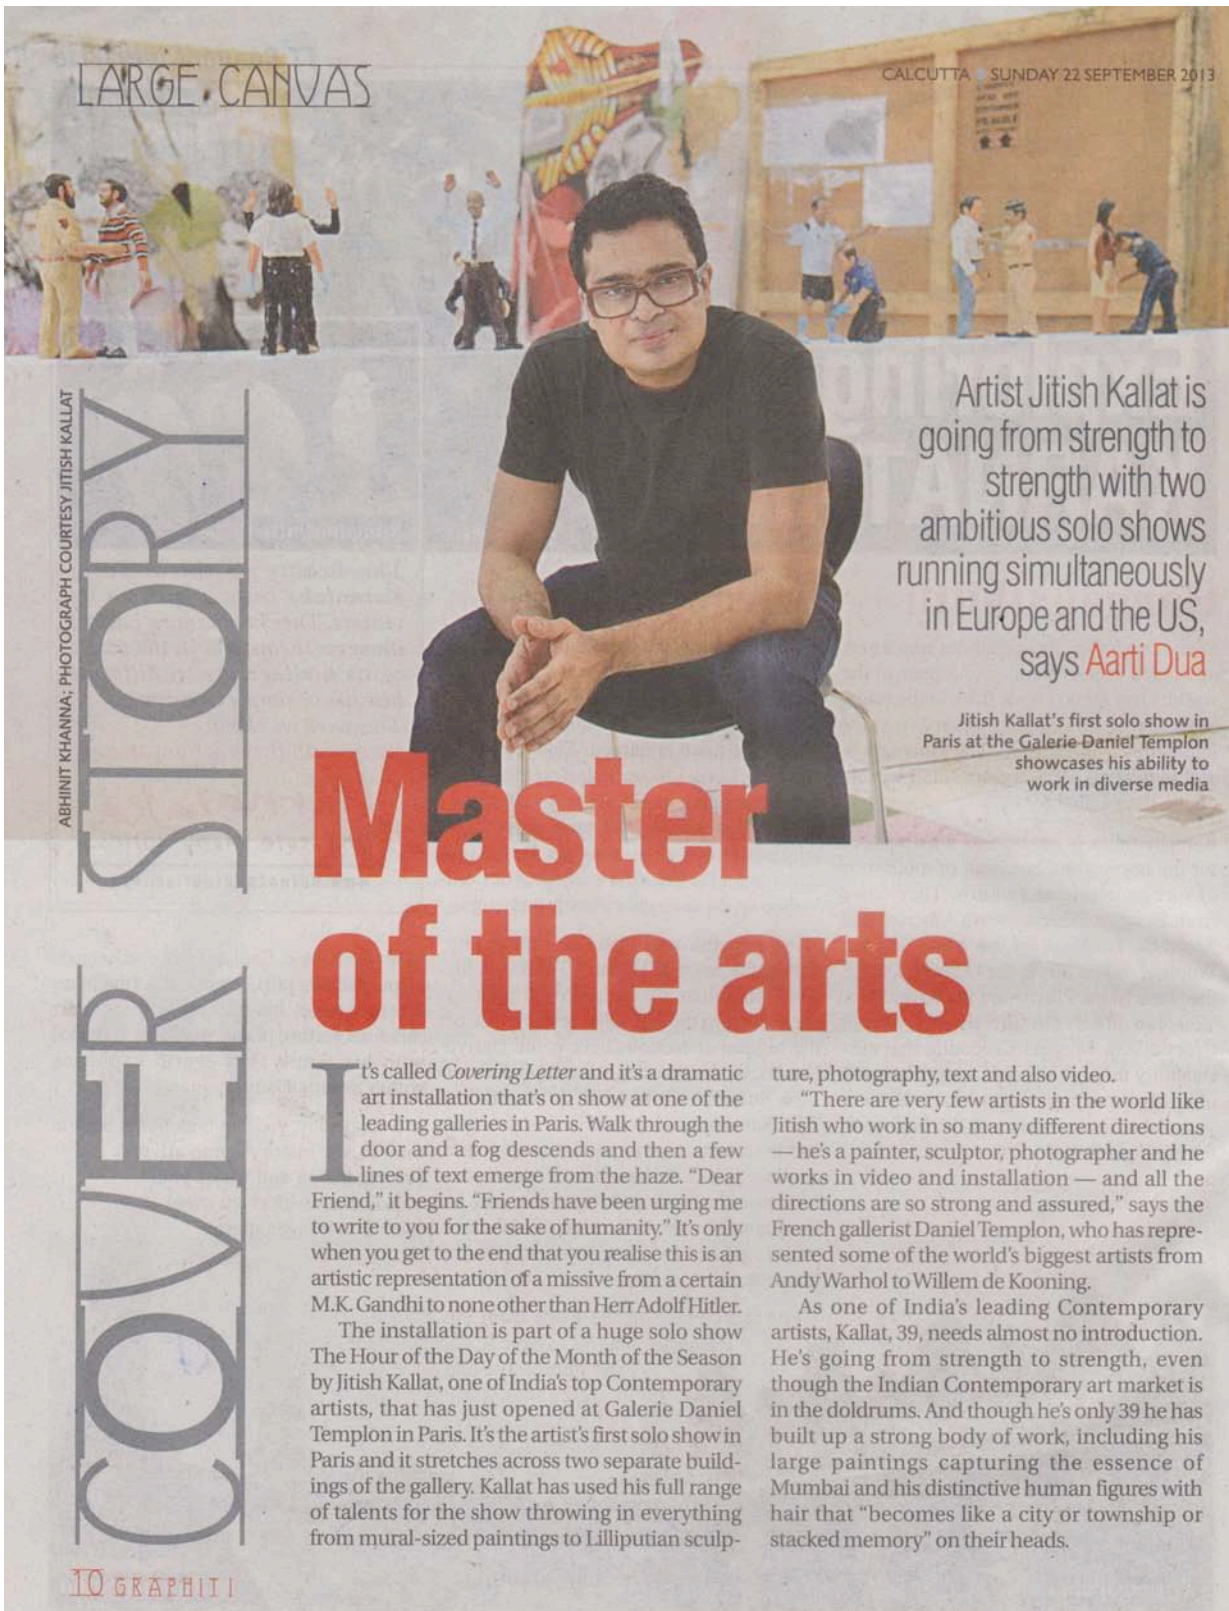 LARGE CANVAS
CALCUTTA SUNDAY 22 SEPTEMBER 2013
ABHINIT KHANNA; PHOTOGRAPH COURTESY JITISH KALLAT
COVER STORY
Artist Jitish Kallat is
going from strength to
strength with two
ambitious solo shows
running simultaneously
in Europe and the US,
says Aarti Dua
Jitish Kallat's first solo show in
Paris at the Galerie Daniel Templon
showcases his ability to
work in diverse media
Master
of the arts
It's called Covering Letter and it's a dramatic
art installation that's on show at one of the
leading galleries in Paris. Walk through the
door and a fog descends and then a few
lines of text emerge from the haze. “Dear
Friend,” it begins. “Friends have been urging me
to write to you for the sake of humanity.” It's only
when you get to the end that you realise this is an
artistic representation of a missive from a certain
M.K. Gandhi to none other than Herr Adolf Hitler.
The installation is part of a huge solo show
The Hour of the Day of the Month of the Season
by Jitish Kallat, one of India's top Contemporary
artists, that has just opened at Galerie Daniel
Templon in Paris. It's the artist's first solo show in
Paris and it stretches across two separate build-
ings of the gallery. Kallat has used his full range
of talents for the show throwing in everything
from mural-sized paintings to Lilliputian sculp-
ture, photography, text and also video.
“There are very few artists in the world like
Jitish who work in so many different directions
— he's a painter, sculptor, photographer and he
works in video and installation — and all the
directions are so strong and assured,” says the
French gallerist Daniel Templon, who has repre-
sented some of the world's biggest artists from
Andy Warhol to Willem de Kooning.
As one of India's leading Contemporary
artists, Kallat, 39, needs almost no introduction.
He's going from strength to strength, even
though the Indian Contemporary art market is
in the doldrums. And though he's only 39 he has
built up a strong body of work, including his
large paintings capturing the essence of
Mumbai and his distinctive human figures with
hair that “becomes like a city or township or
stacked memory” on their heads.
10 GRAPHITI